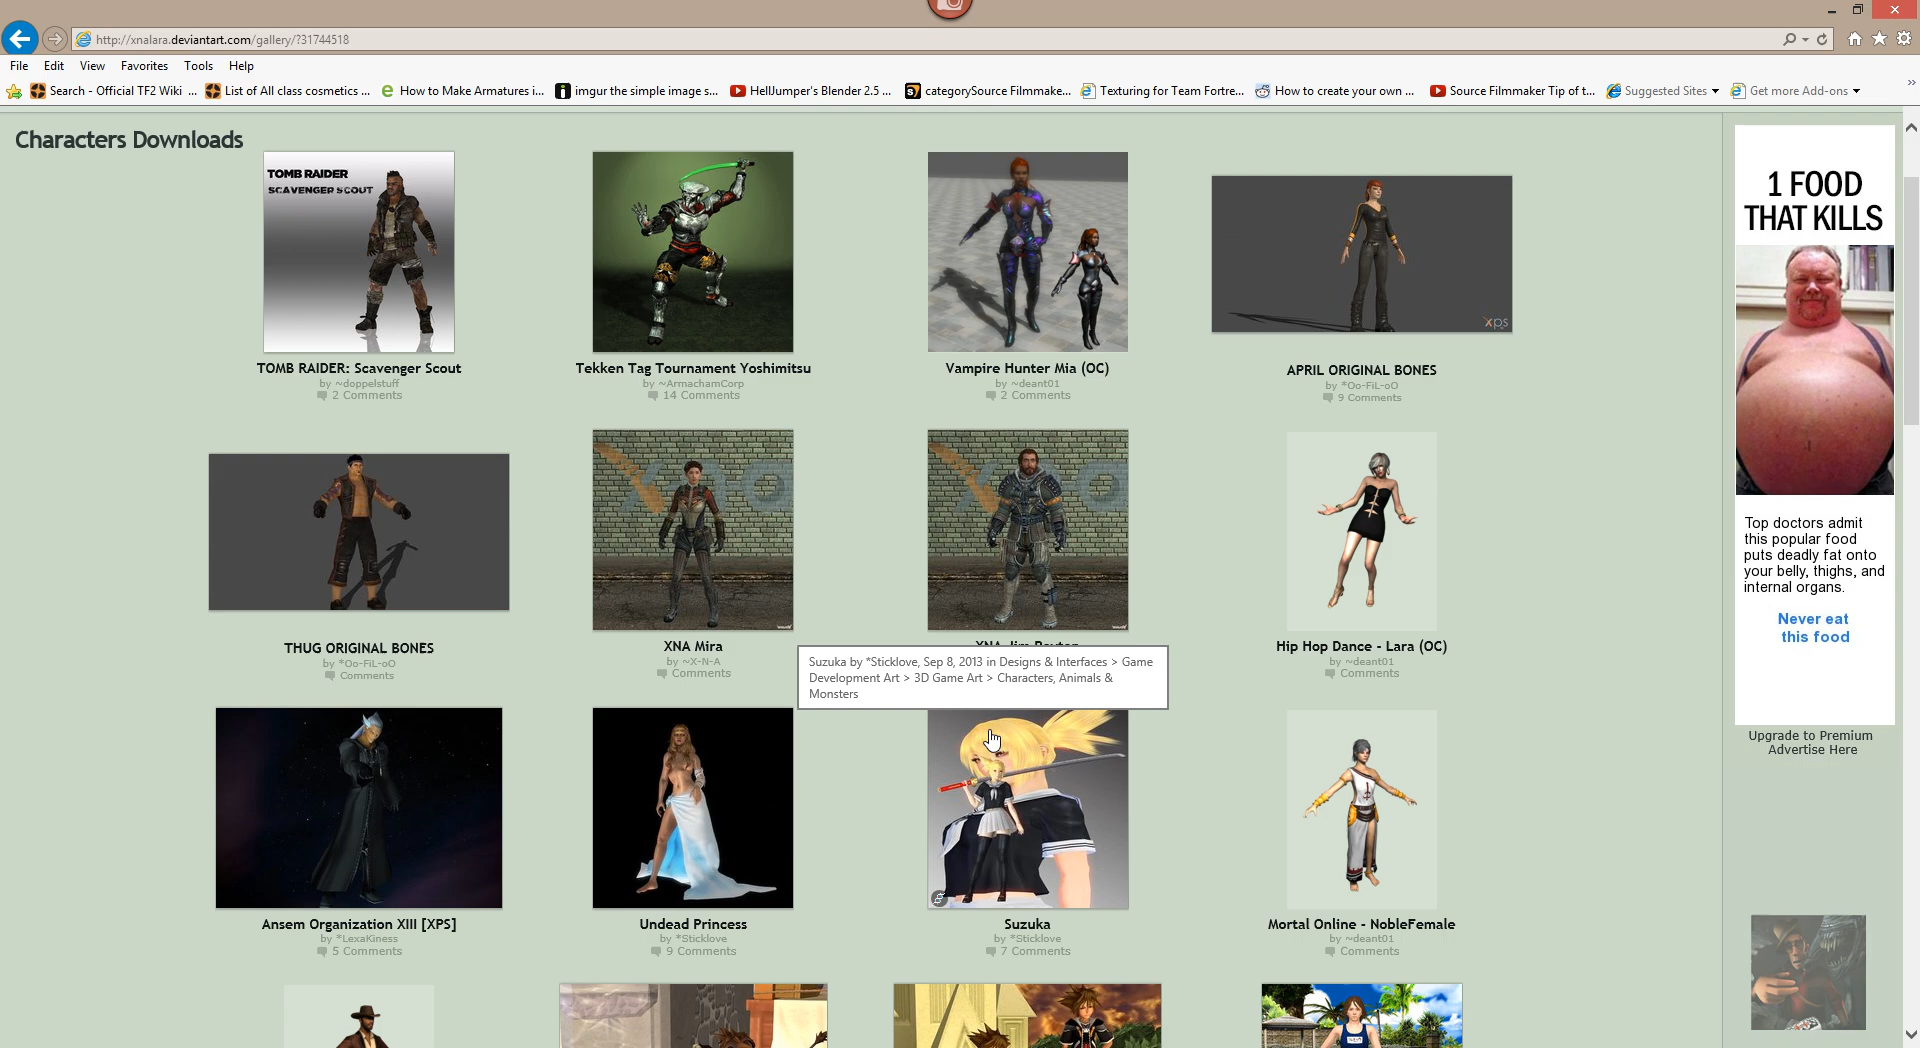 http://xnalara.deviantart.com/gallery/?31744518
File Edit View Favorites Tools Help
Search - Official TF2 Wiki ...
List of All class cosmetics ...
How to Make Armatures i...
imgur the simple image s...
HellJumper's Blender 2.5 ...
categorySource Filmmake...
Texturing for Team Fortre...
How to create your own ...
Source Filmmaker Tip of t...
Suggested Sites
Get more Add-ons
Characters Downloads
TOMB RAIDER
SCAVENGER SCOUT
xps
TOMB RAIDER: Scavenger Scout
by ~doppelstuff
2 Comments
Tekken Tag Tournament Yoshimitsu
by ~ArmachamCorp
14 Comments
Vampire Hunter Mia (OC)
by ~deant01
2 Comments
APRIL ORIGINAL BONES
by *Oo-FiL-oO
9 Comments
THUG ORIGINAL BONES
by *Oo-FiL-oO
Comments
XNA Mira
by ~X-N-A
Comments
Hip Hop Dance - Lara (OC)
by ~deant01
Comments
Suzuka by *Sticklove, Sep 8, 2013 in Designs & Interfaces > Game
Development Art > 3D Game Art > Characters, Animals &
Monsters
Ansem Organization XIII [XPS]
by *LexaKiness
5 Comments
Undead Princess
by *Sticklove
9 Comments
Suzuka
by *Sticklove
7 Comments
Mortal Online - NobleFemale
by ~deant01
Comments
1 FOOD
THAT KILLS
Top doctors admit
this popular food
puts deadly fat onto
your belly, thighs, and
internal organs.
Never eat
this food
Upgrade to Premium
Advertise Here